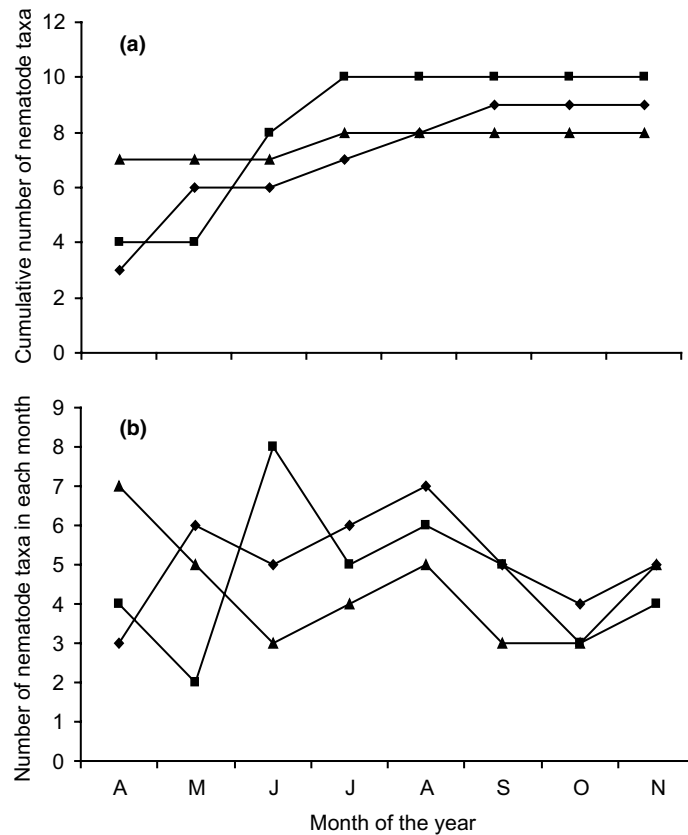 Cumulative number of nematode taxa
(a)
12
10
8
6
4
2
0
Number of nematode taxa in each month
(b)
9
8
7
6
5
4
3
2
1
0
A M J J A S O N
Month of the year